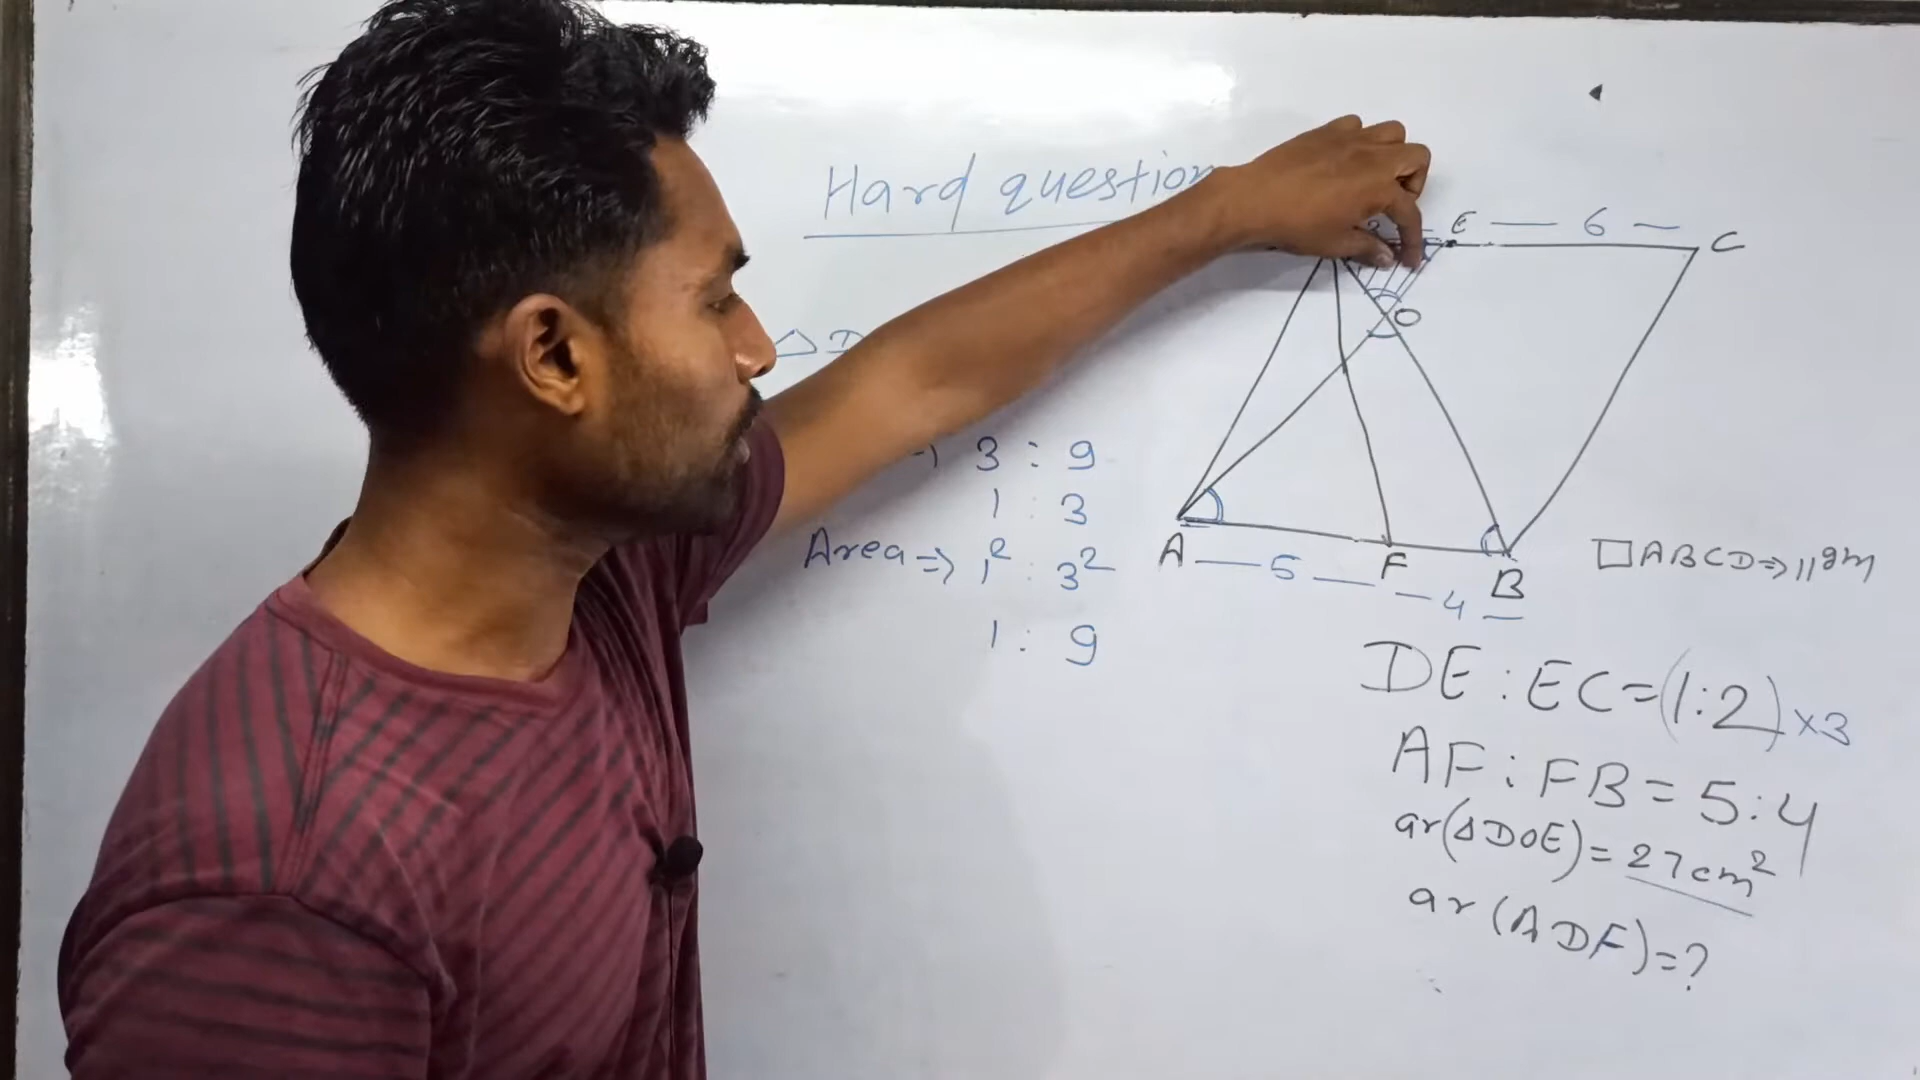 Hard question
E — 6 —
C
O
△ D
3 : 9
1 : 3
Area ⇒ 1² : 3²
1 : 9
A — 5 — F — 4 — B
□ABCD ⇒ 11gm
DE : EC = (1:2) ×3
AF : FB = 5:4
ar(△DOE) = 27cm²
ar (ADF) = ?